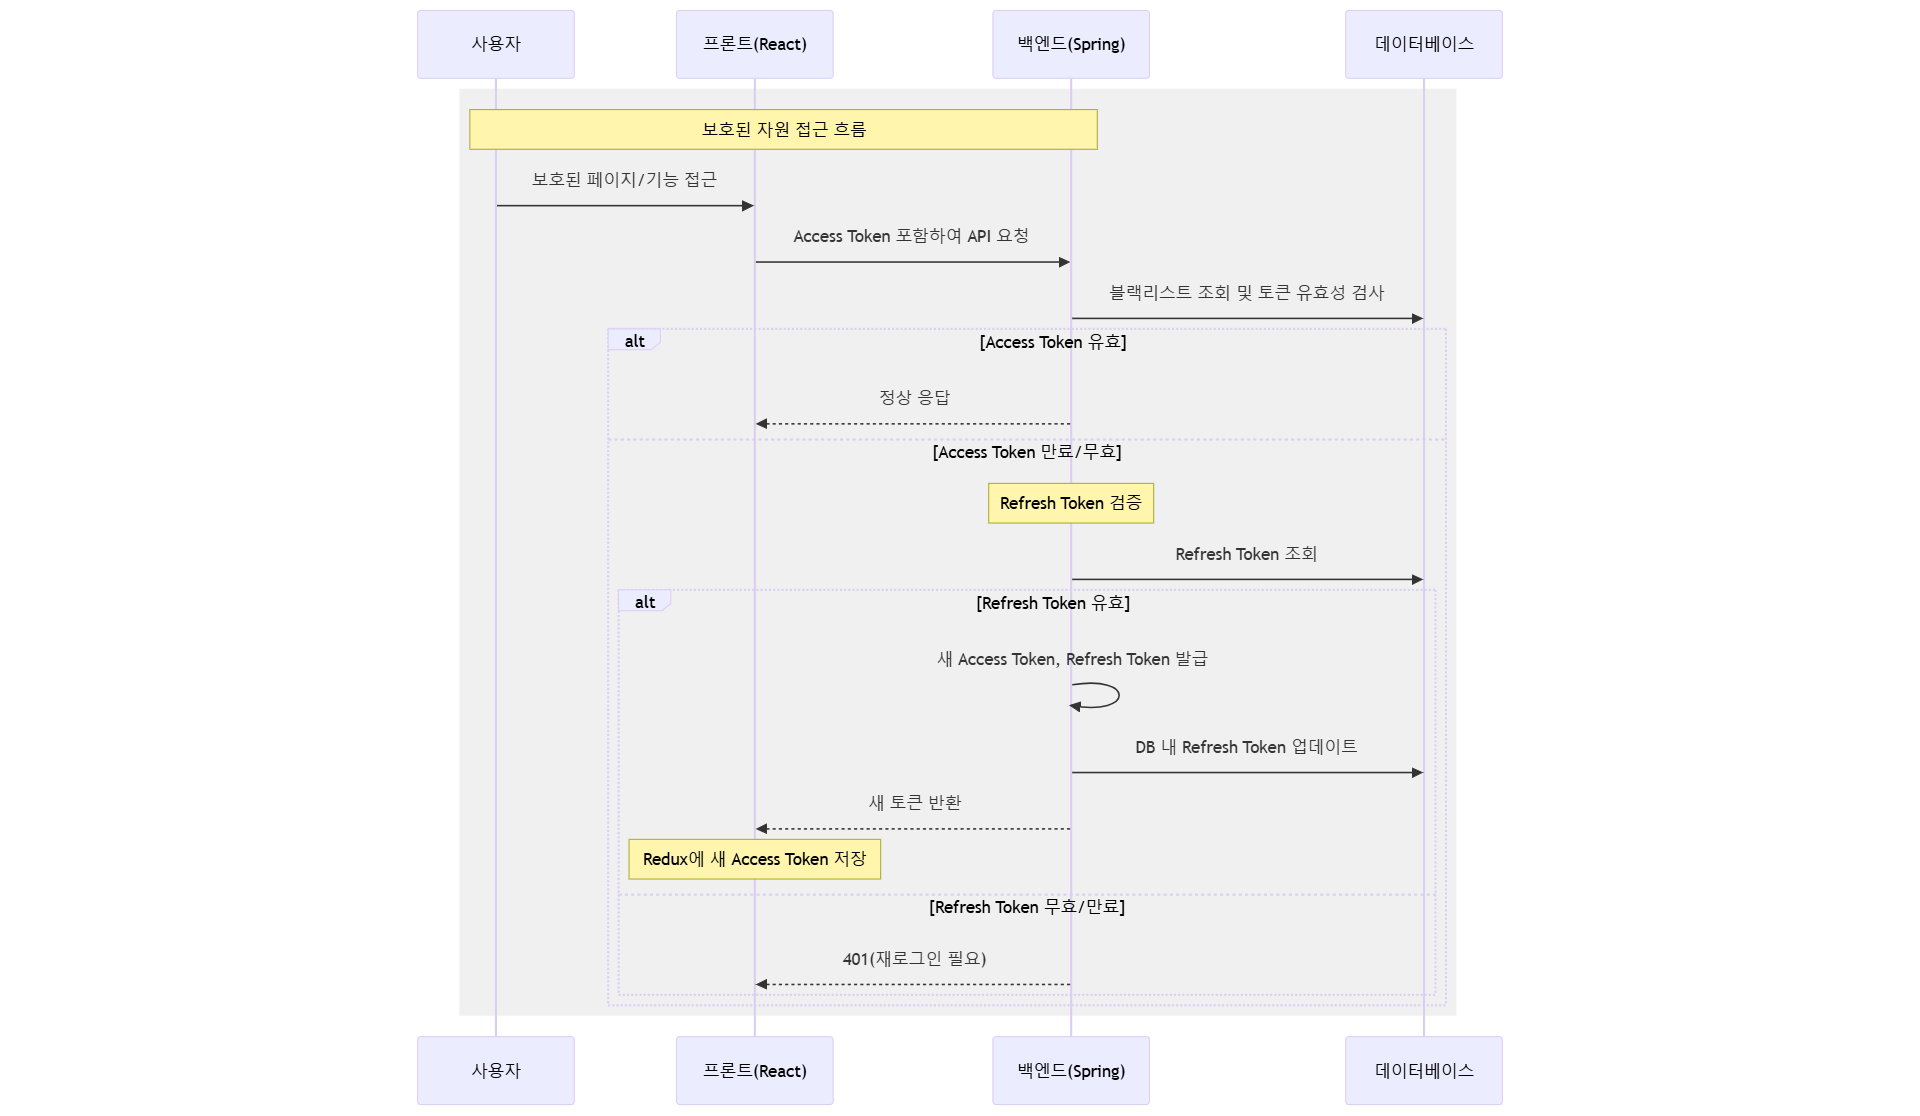 사용자
프론트(React)
백엔드(Spring)
데이터베이스
보호된 자원 접근 흐름
보호된 페이지/기능 접근
Access Token 포함하여 API 요청
블랙리스트 조회 및 토큰 유효성 검사
alt
[Access Token 유효]
정상 응답
[Access Token 만료/무효]
Refresh Token 검증
Refresh Token 조회
alt
[Refresh Token 유효]
새 Access Token, Refresh Token 발급
DB 내 Refresh Token 업데이트
새 토큰 반환
Redux에 새 Access Token 저장
[Refresh Token 무효/만료]
401(재로그인 필요)
사용자
프론트(React)
백엔드(Spring)
데이터베이스